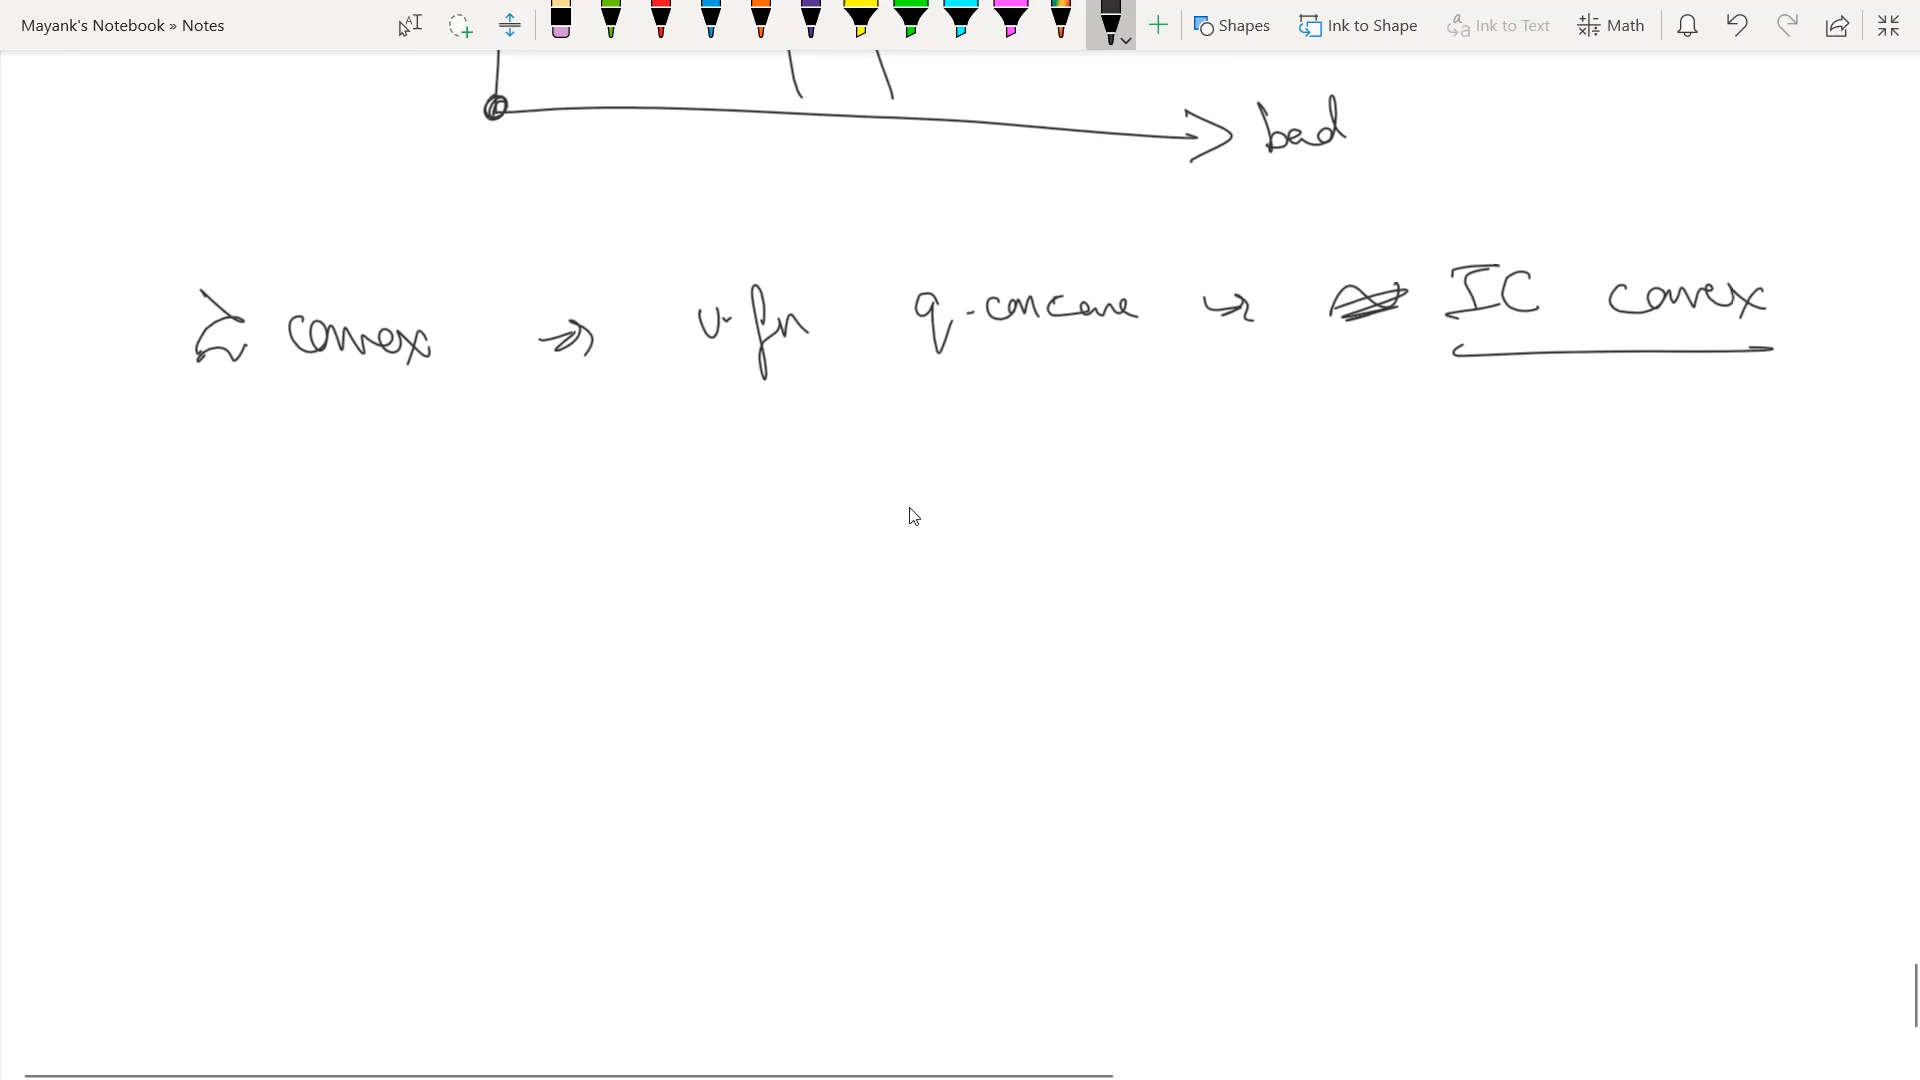 Mayank's Notebook » Notes Shapes Ink to Shape Ink to Text Math
bad
≿ convex ⇒ u-fn q-concave ↪ IC convex